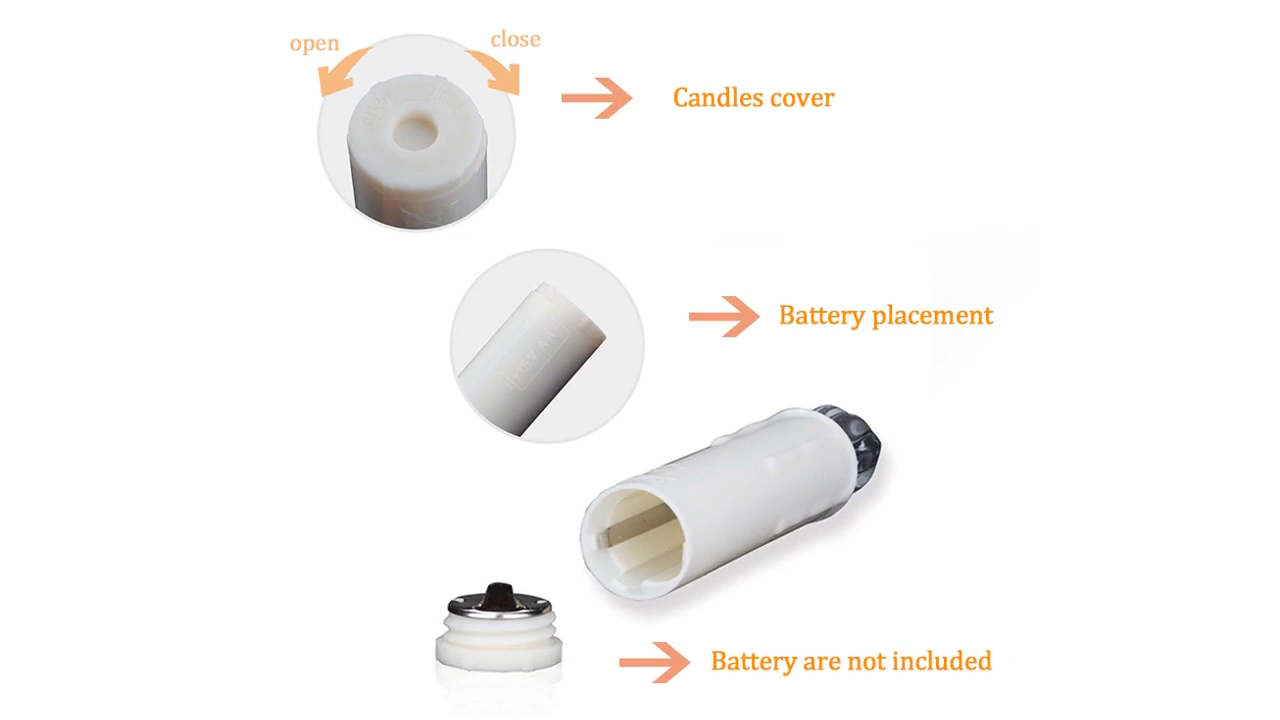 open
close
Candles cover
Battery placement
Battery are not included